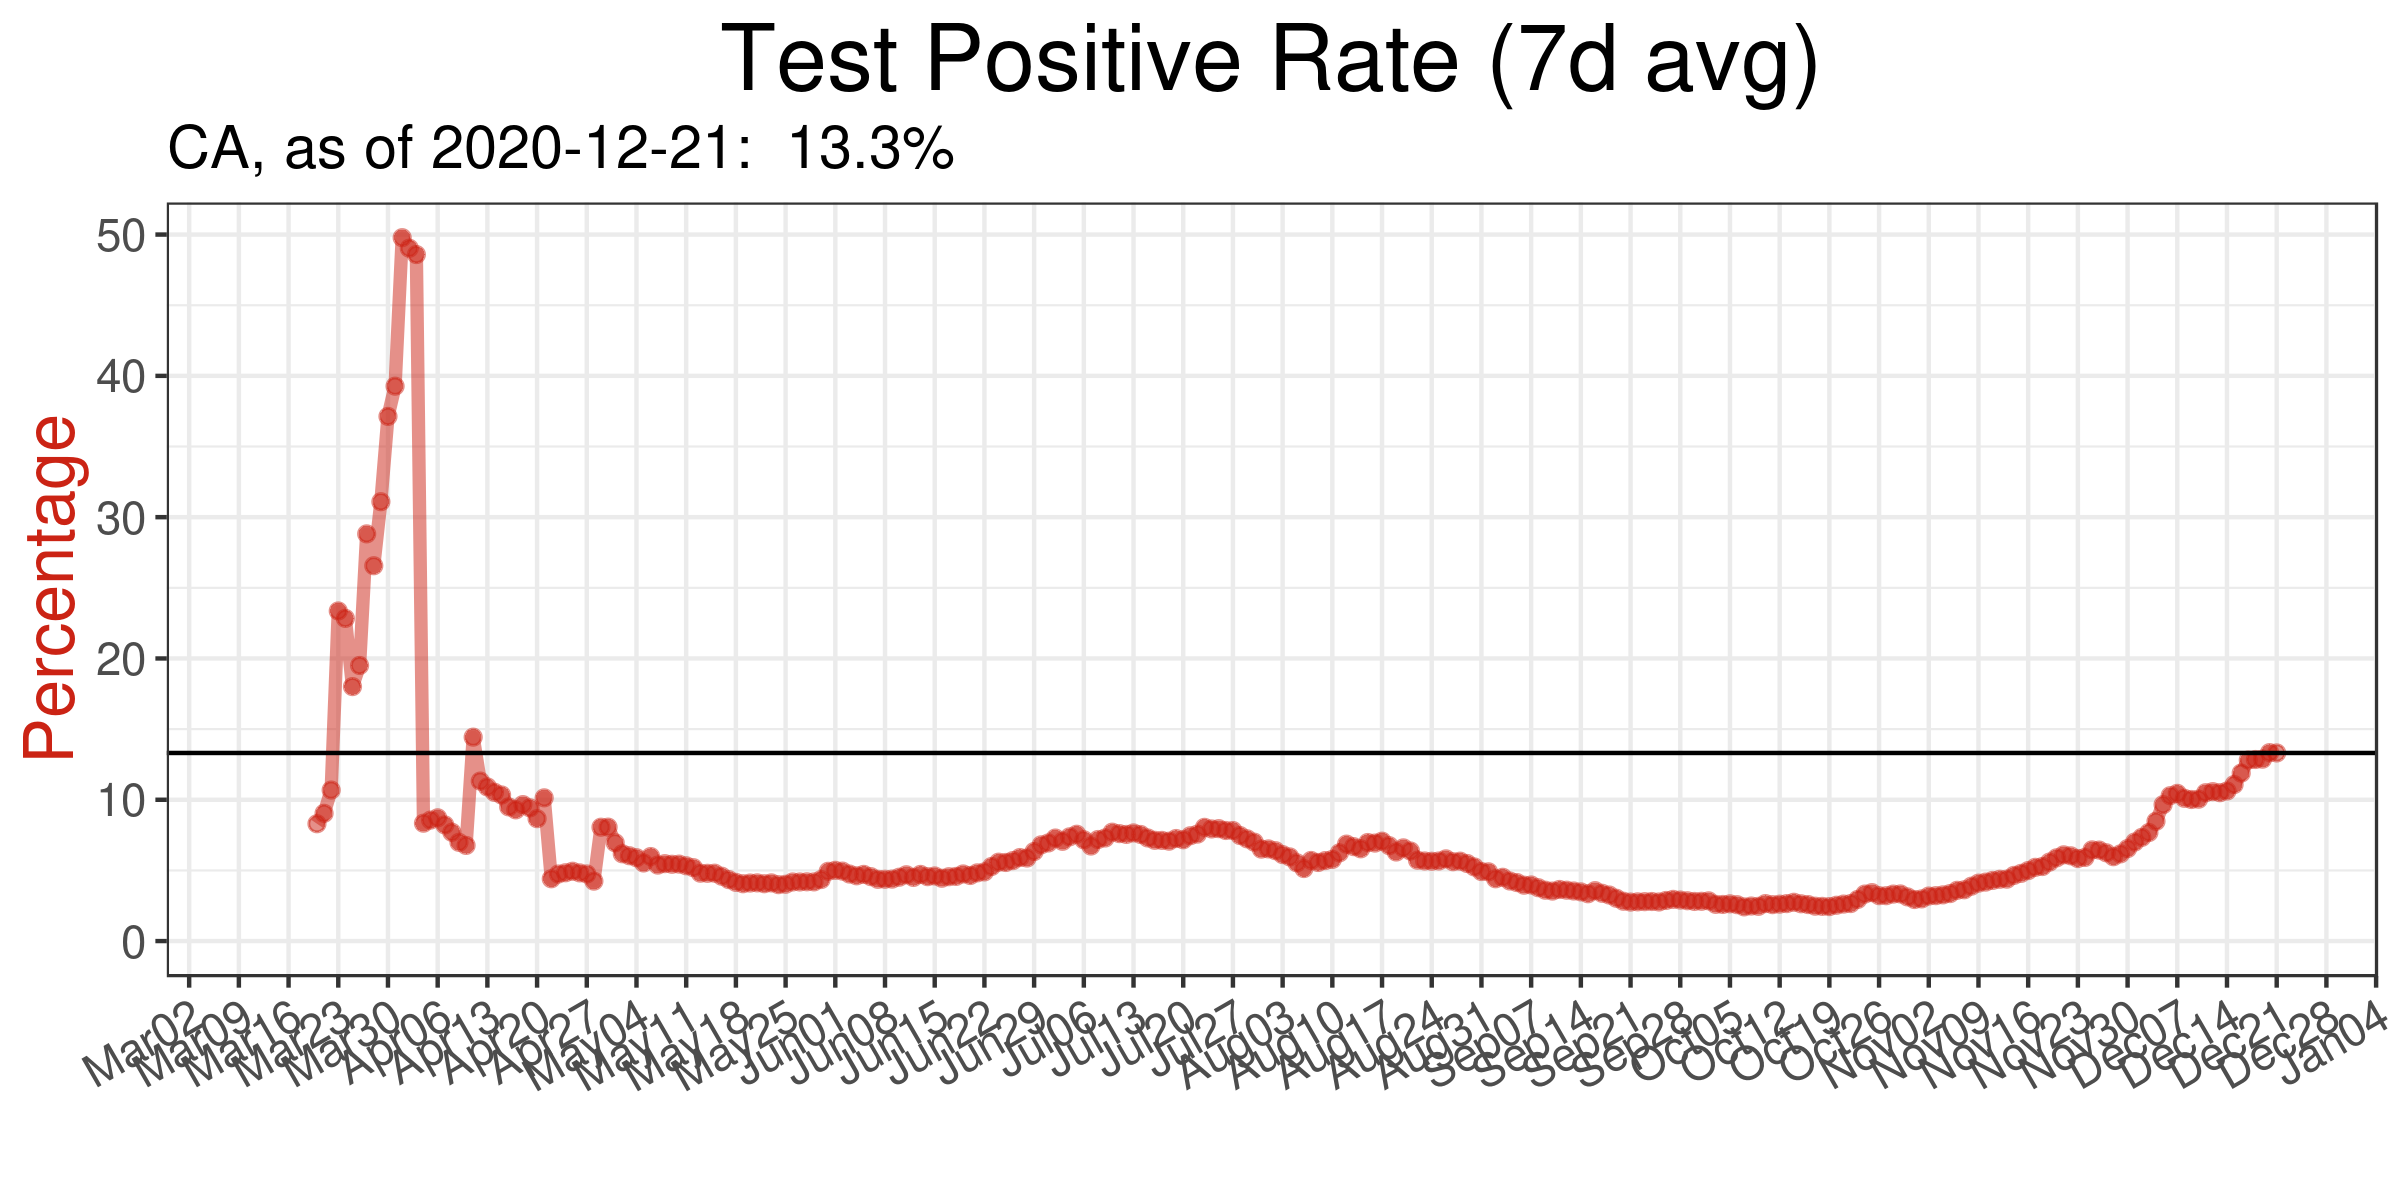 Test Positive Rate (7d avg)
CA, as of 2020-12-21:  13.3%
Percentage
50
40
30
20
10
0
Mar02
Mar09
Mar16
Mar23
Mar30
Apr06
Apr13
Apr20
Apr27
May04
May11
May18
May25
Jun01
Jun08
Jun15
Jun22
Jun29
Jul06
Jul13
Jul20
Jul27
Aug03
Aug10
Aug17
Aug24
Aug31
Sep07
Sep14
Sep21
Sep28
Oct05
Oct12
Oct19
Oct26
Nov02
Nov09
Nov16
Nov23
Nov30
Dec07
Dec14
Dec21
Dec28
Jan04